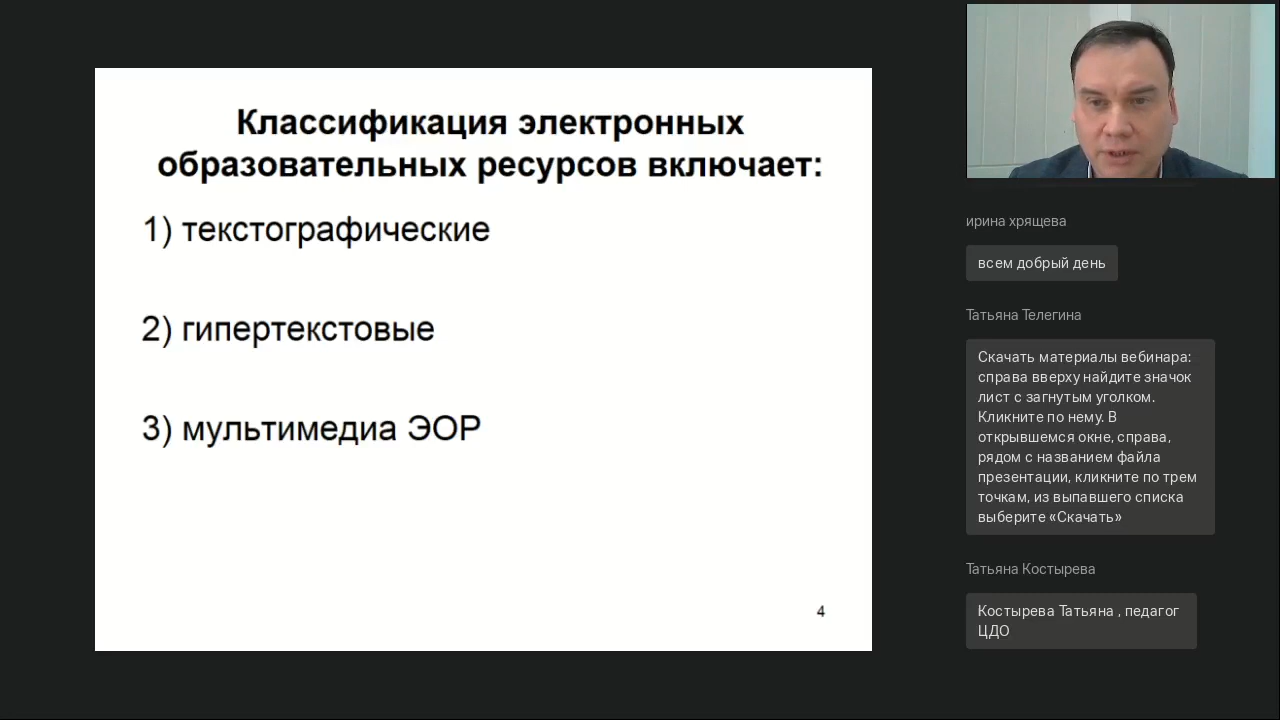 Классификация электронных
образовательных ресурсов включает:
1) текстографические
2) гипертекстовые
3) мультимедиа ЭОР
4
ирина хрящева
всем добрый день
Татьяна Телегина
Скачать материалы вебинара:
справа вверху найдите значок
лист с загнутым уголком.
Кликните по нему. В
открывшемся окне, справа,
рядом с названием файла
презентации, кликните по трем
точкам, из выпавшего списка
выберите «Скачать»
Татьяна Костырева
Костырева Татьяна , педагог
ЦДО